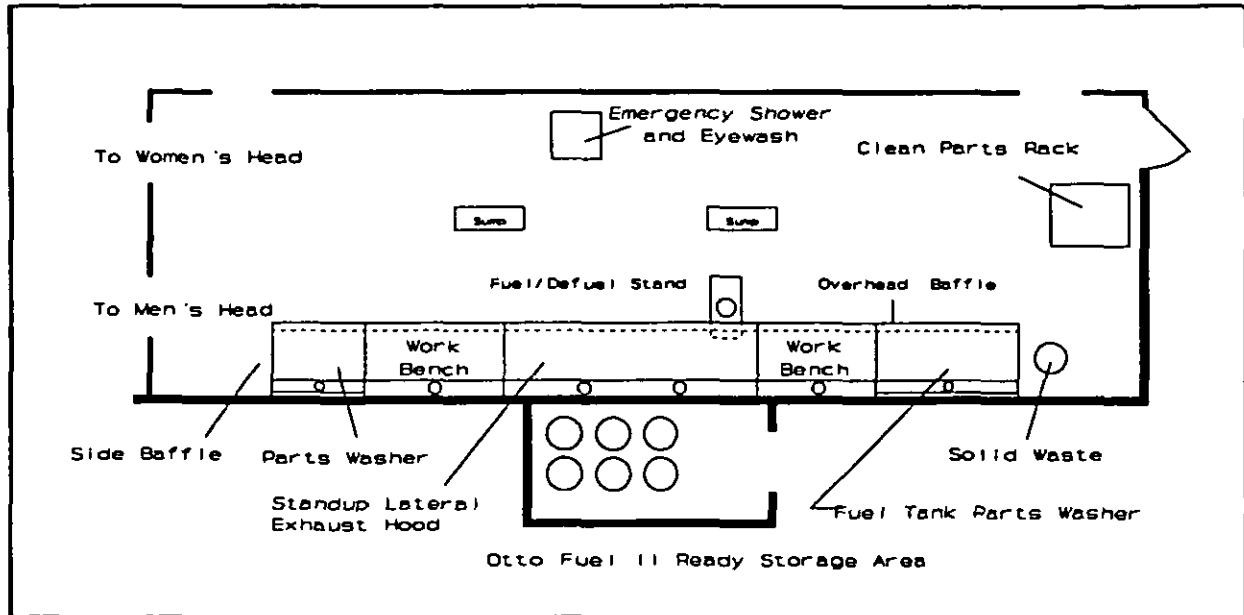 Emergency Shower
and Eyewash
To Women's Head
Clean Parts Rack
Sump
Sump
Fuel/Defuel Stand
Overhead Baffle
To Men's Head
Work
Bench
Work
Bench
Side Baffle
Parts Washer
Solid Waste
Standup Lateral
Exhaust Hood
Fuel Tank Parts Washer
Otto Fuel II Ready Storage Area